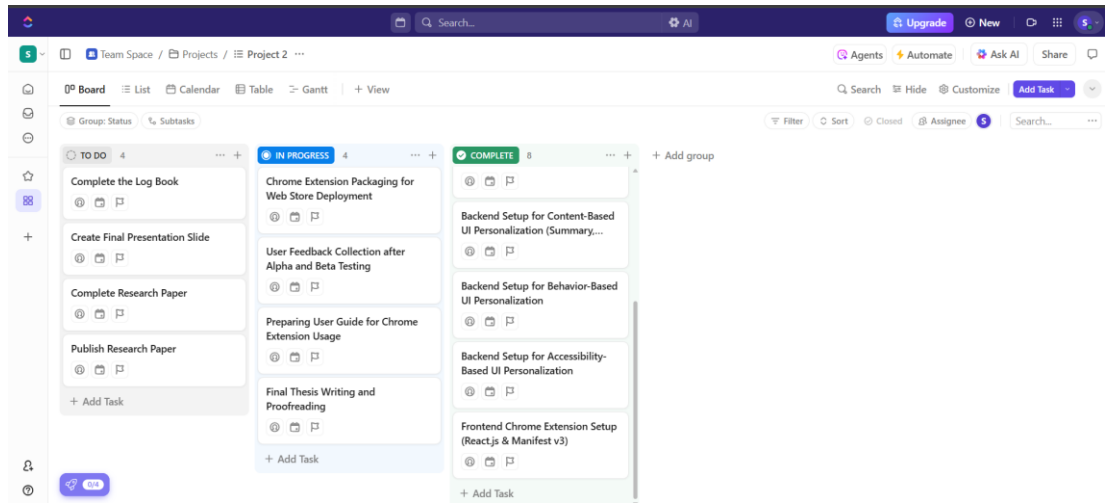 Search...
AI
Upgrade
New
S
S
Team Space / Projects / Project 2 ...
Agents
Automate
Ask AI
Share
Board
List
Calendar
Table
Gantt
+ View
Search
Hide
Customize
Add Task
Group: Status
Subtasks
Filter
Sort
Closed
Assignee
S
Search...
TO DO 4
Complete the Log Book
Create Final Presentation Slide
Complete Research Paper
Publish Research Paper
+ Add Task
IN PROGRESS 4
Chrome Extension Packaging for
Web Store Deployment
User Feedback Collection after
Alpha and Beta Testing
Preparing User Guide for Chrome
Extension Usage
Final Thesis Writing and
Proofreading
+ Add Task
COMPLETE 8
Backend Setup for Content-Based
UI Personalization (Summary,...
Backend Setup for Behavior-Based
UI Personalization
Backend Setup for Accessibility-
Based UI Personalization
Frontend Chrome Extension Setup
(React.js & Manifest v3)
+ Add Task
+ Add group
0/4